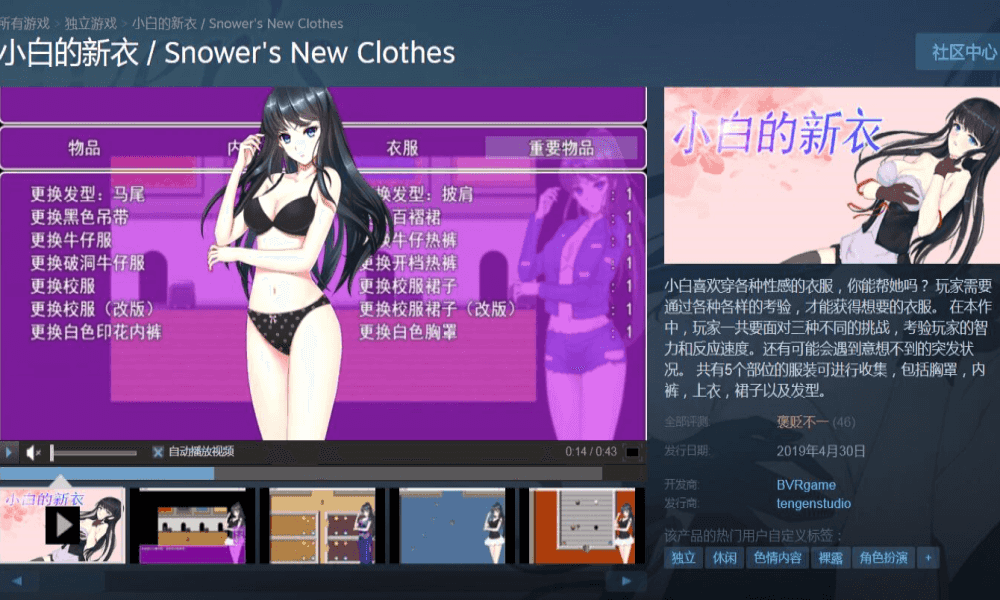 所有游戏 > 独立游戏 > 小白的新衣 / Snower's New Clothes
小白的新衣 / Snower's New Clothes
社区中心
物品
衣服
重要物品
更换发型：马尾
换发型：披肩 : 1
更换黑色吊带
百褶裙 : 1
更换牛仔服
牛仔热裤 : 1
更换破洞牛仔服
更换开档热裤 : 1
更换校服
更换校服裙子 : 1
更换校服（改版）
更换校服裙子（改版） : 1
更换白色印花内裤
更换白色胸罩 : 1
自动播放视频
0:14 / 0:43
小白的新衣
小白的新衣
小白喜欢穿各种性感的衣服，你能帮她吗？ 玩家需要
通过各种各样的考验，才能获得想要的衣服。 在本作
中，玩家一共要面对三种不同的挑战，考验玩家的智
力和反应速度。还有可能会遇到意想不到的突发状
况。 共有5个部位的服装可进行收集，包括胸罩，内
裤，上衣，裙子以及发型。
全部评测:
褒贬不一 (46)
发行日期:
2019年4月30日
开发商:
BVRgame
发行商:
tengenstudio
该产品的热门用户自定义标签：
独立 休闲 色情内容 裸露 角色扮演 +